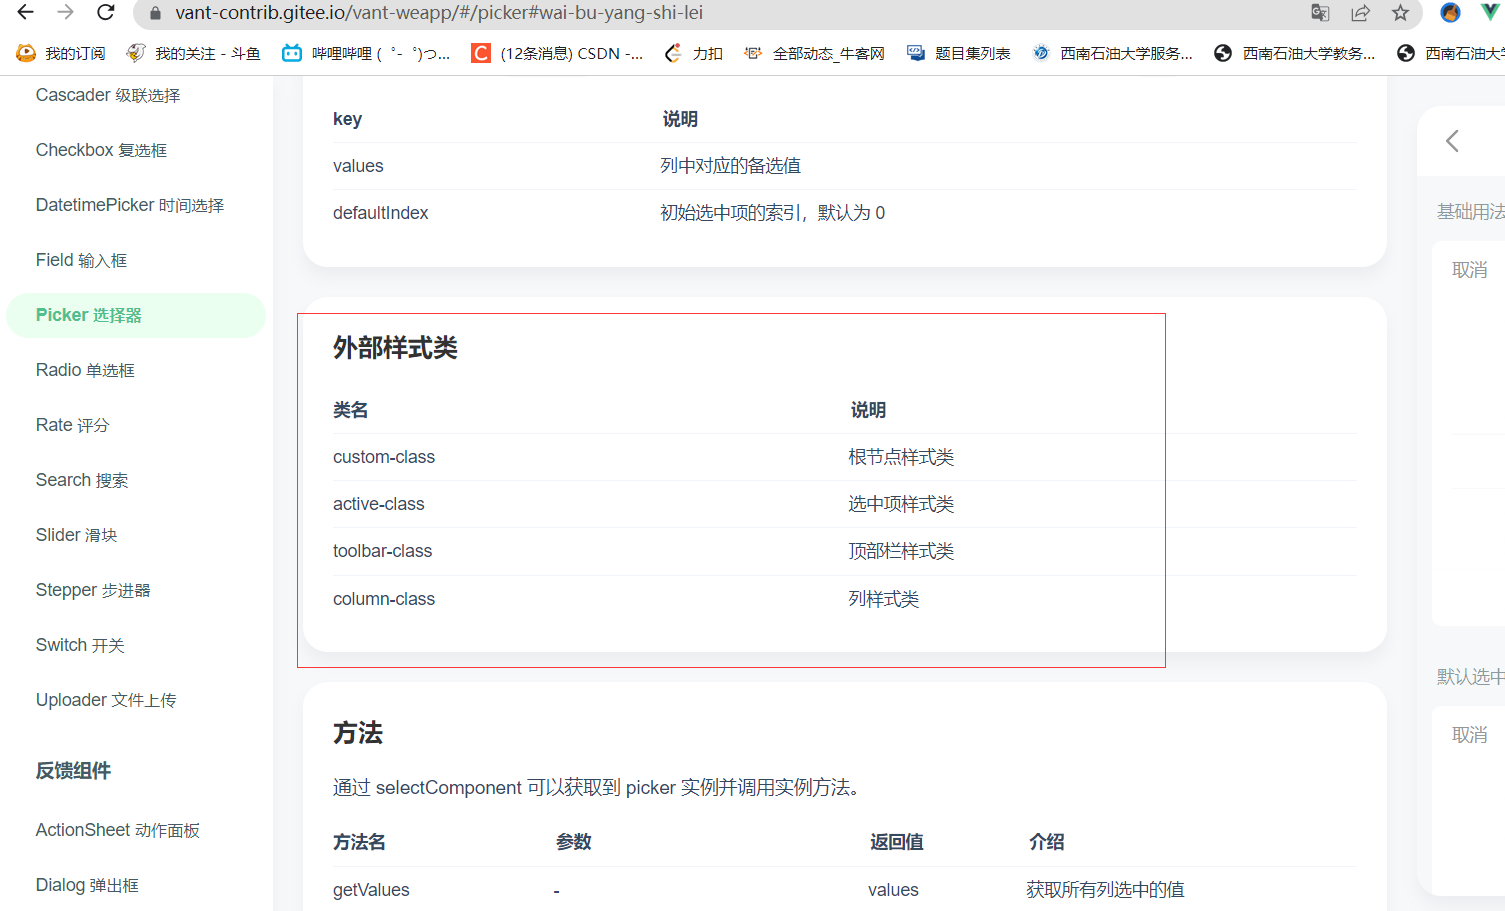 vant-contrib.gitee.io/vant-weapp/#/picker#wai-bu-yang-shi-lei
我的订阅 我的关注 - 斗鱼 哔哩哔哩 ( ゜- ゜)つ... (12条消息) CSDN -... 力扣 全部动态_牛客网 题目集列表 西南石油大学服务... 西南石油大学教务... 西南石油大学
Cascader 级联选择
Checkbox 复选框
DatetimePicker 时间选择
Field 输入框
Picker 选择器
Radio 单选框
Rate 评分
Search 搜索
Slider 滑块
Stepper 步进器
Switch 开关
Uploader 文件上传
反馈组件
ActionSheet 动作面板
Dialog 弹出框
key 说明
values 列中对应的备选值
defaultIndex 初始选中项的索引，默认为 0
外部样式类
类名 说明
custom-class 根节点样式类
active-class 选中项样式类
toolbar-class 顶部栏样式类
column-class 列样式类
方法
通过 selectComponent 可以获取到 picker 实例并调用实例方法。
方法名 参数 返回值 介绍
getValues - values 获取所有列选中的值
基础用法
取消
默认选中
取消